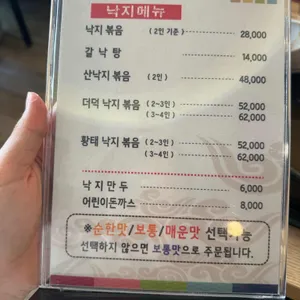 낙지메뉴
낙지 볶음 (2인 기준) 28,000
갈 낙 탕 14,000
산낙지 볶음 (2인) 48,000
더덕 낙지 볶음 (2-3인) 52,000
(3-4인) 62,000
황태 낙지 볶음 (2-3인) 52,000
(3-4인) 62,000
낙 지 만 두 6,000
어린이돈까스 8,000
※순한맛/보통/매운맛 선택가능
선택하지 않으면 보통맛으로 주문됩니다.